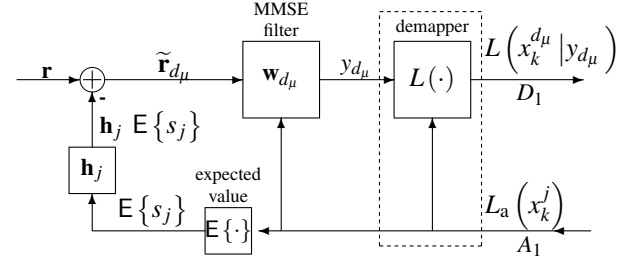 MMSE
filter
demapper
r
-
r̃_{d_μ}
w_{d_μ}
y_{d_μ}
L(·)
L(x_k^{d_μ} | y_{d_μ})
D_1
h_j E{s_j}
h_j
expected
value
E{s_j}
E{·}
L_a(x_k^j)
A_1